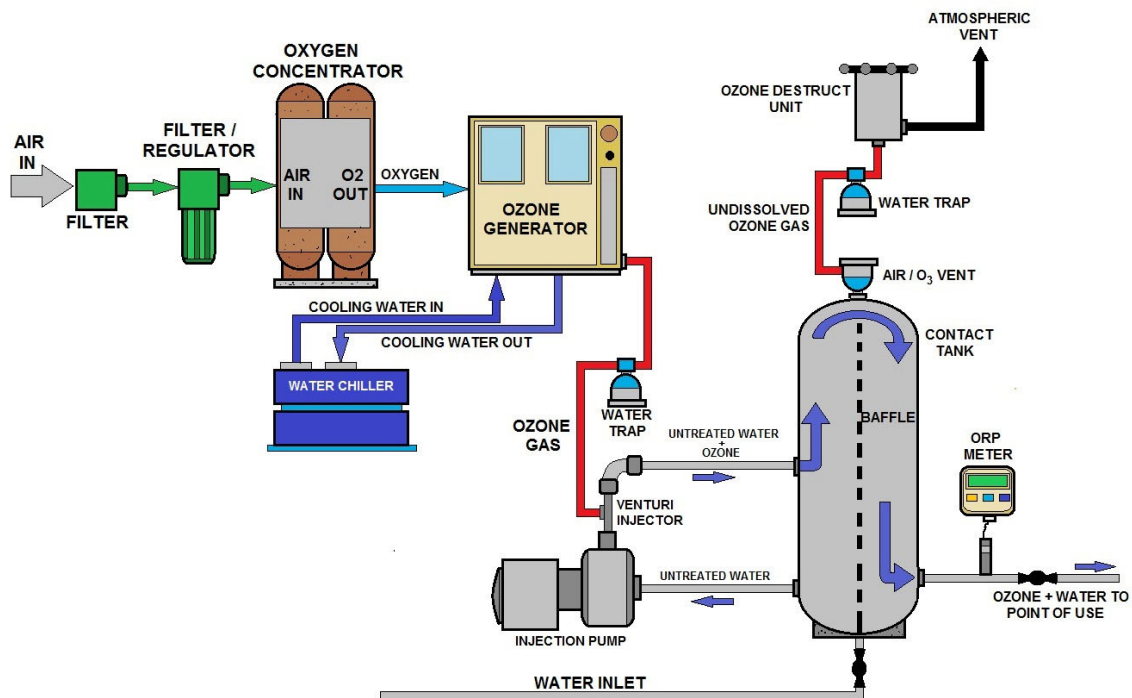 ATMOSPHERIC
VENT
OXYGEN
CONCENTRATOR
OZONE DESTRUCT
UNIT
FILTER /
REGULATOR
AIR
IN
AIR
IN
O2
OUT
OXYGEN
OZONE
GENERATOR
FILTER
WATER TRAP
UNDISSOLVED
OZONE GAS
AIR / O3 VENT
COOLING WATER IN
COOLING WATER OUT
CONTACT
TANK
WATER CHILLER
WATER
TRAP
OZONE
GAS
UNTREATED WATER
+
OZONE
BAFFLE
ORP
METER
VENTURI
INJECTOR
UNTREATED WATER
OZONE + WATER TO
POINT OF USE
INJECTION PUMP
WATER INLET